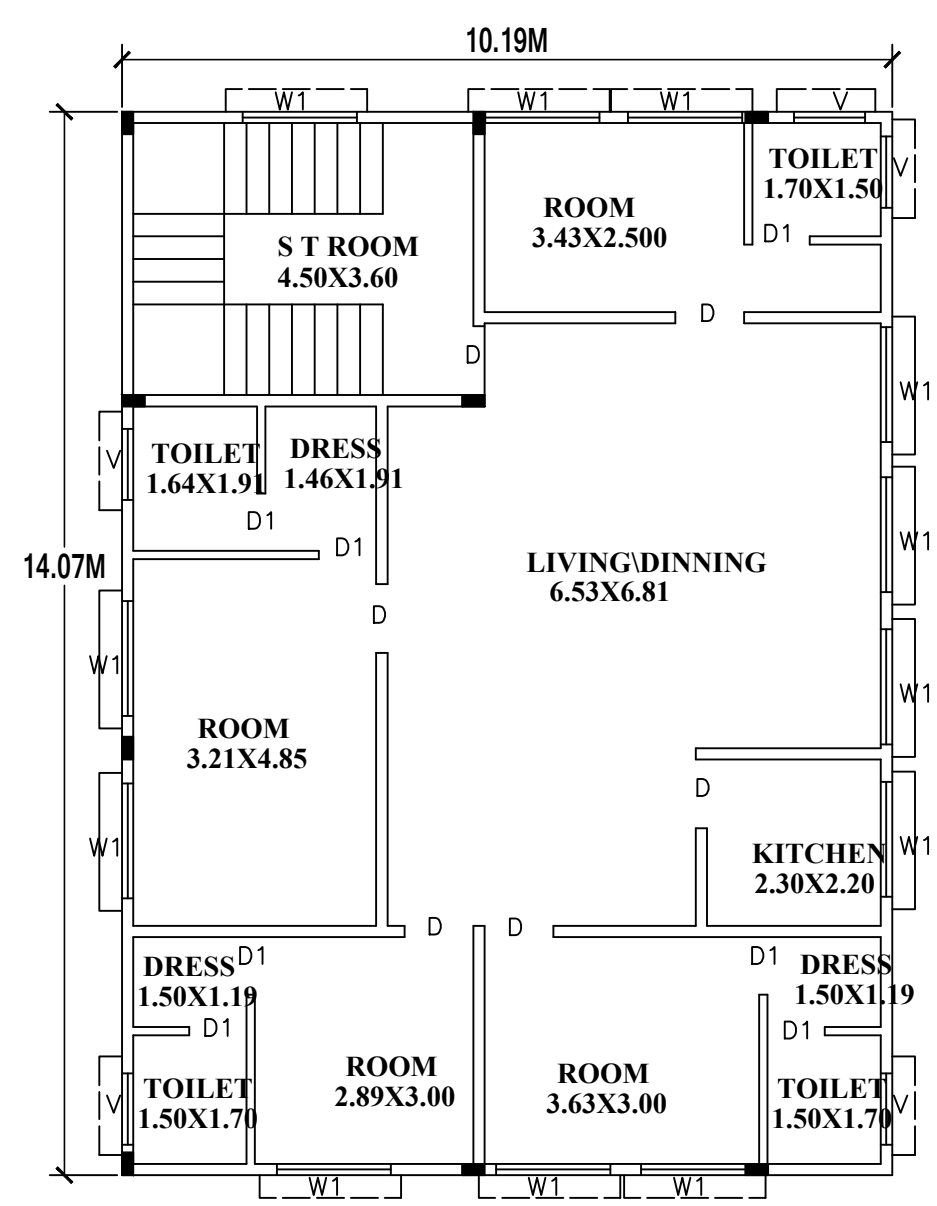 10.19M
W1
W1
W1
V
TOILET
1.70X1.50
V
ROOM
3.43X2.500
D1
S T ROOM
4.50X3.60
D
D
W1
TOILET
1.64X1.91
DRESS
1.46X1.91
V
D1
D1
W1
14.07M
LIVING\DINNING
6.53X6.81
D
W1
W1
ROOM
3.21X4.85
D
W1
W1
KITCHEN
2.30X2.20
D
D
D1
D1
DRESS
1.50X1.19
DRESS
1.50X1.19
D1
D1
ROOM
2.89X3.00
ROOM
3.63X3.00
TOILET
1.50X1.70
TOILET
1.50X1.70
V
V
W1
W1
W1